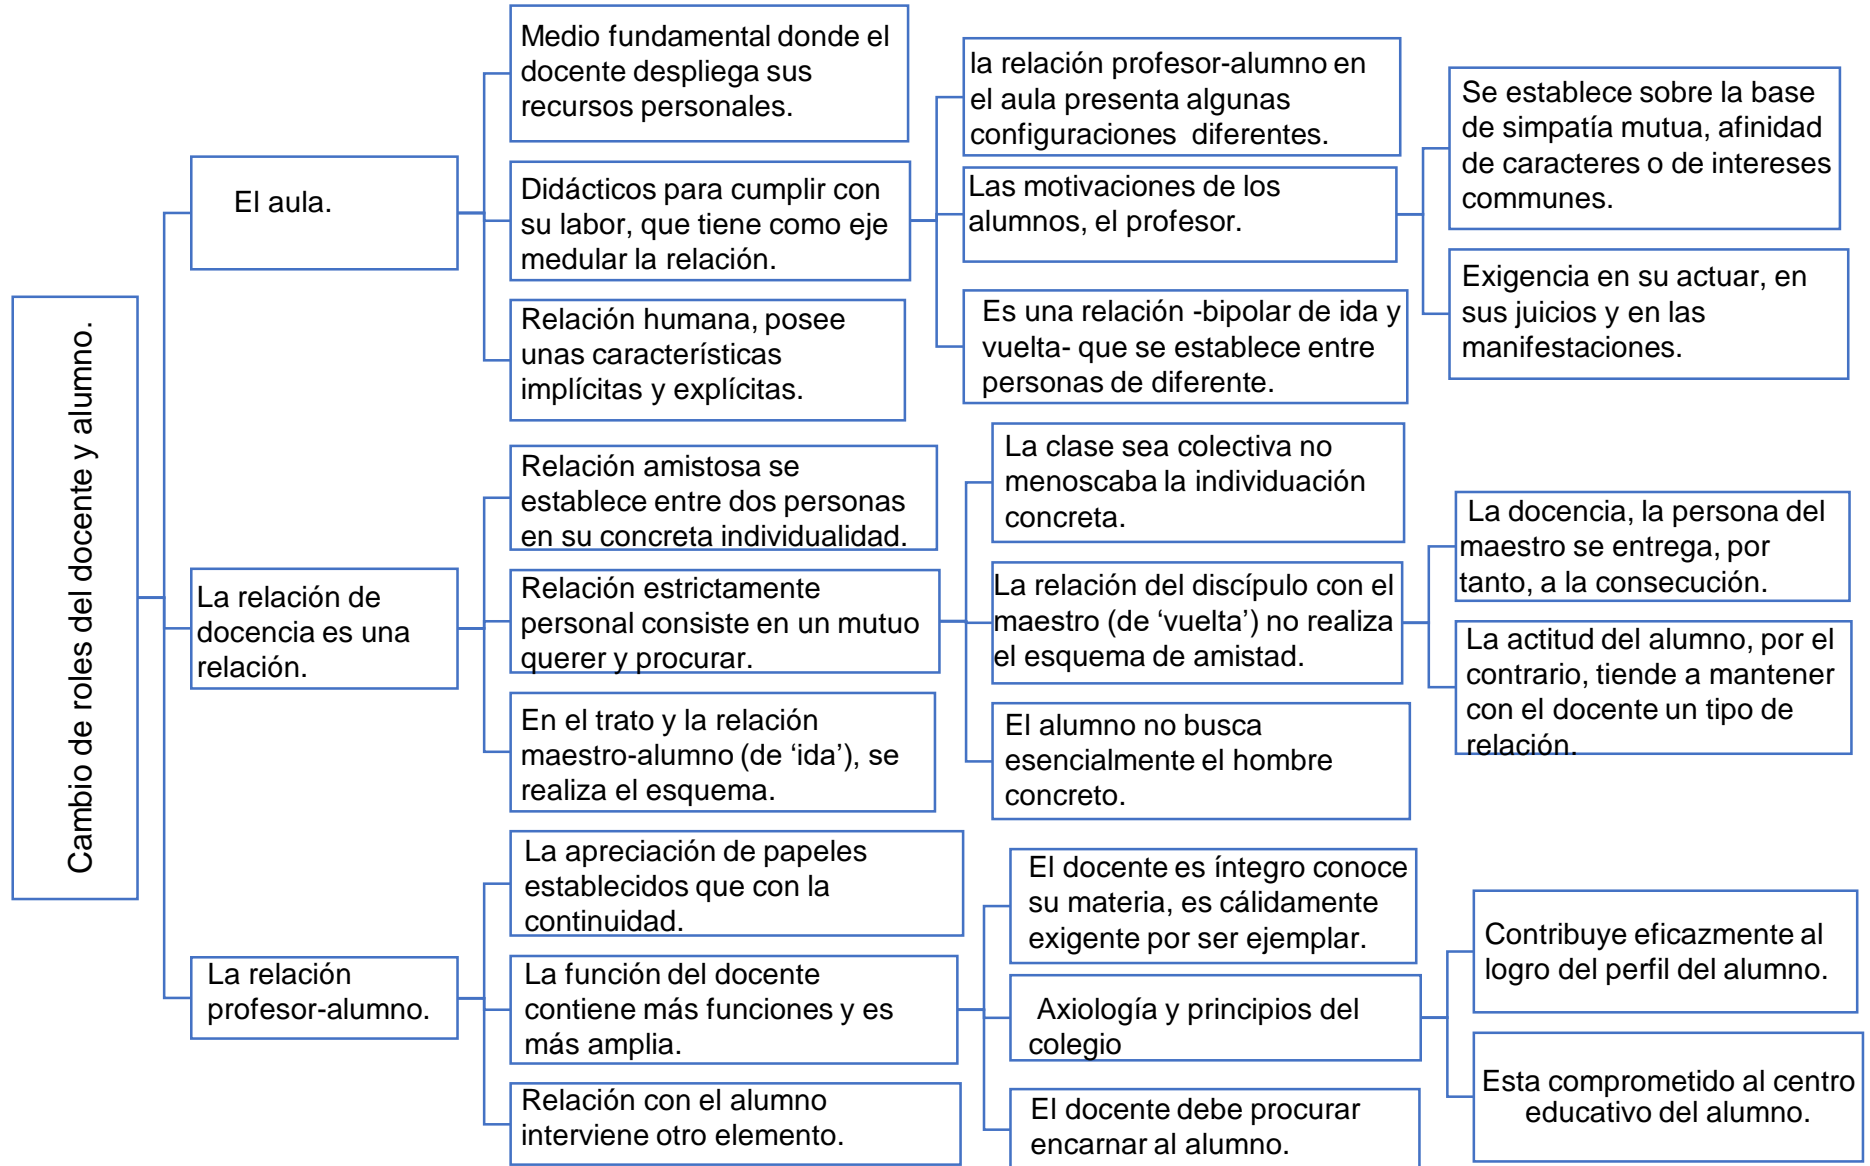 Cambio de roles del docente y alumno.
El aula.
Medio fundamental donde el
docente despliega sus
recursos personales.
Didácticos para cumplir con
su labor, que tiene como eje
medular la relación.
la relación profesor-alumno en
el aula presenta algunas
configuraciones diferentes.
Las motivaciones de los
alumnos, el profesor.
Se establece sobre la base
de simpatía mutua, afinidad
de caracteres o de intereses
communes.
Exigencia en su actuar, en
sus juicios y en las
manifestaciones.
Es una relación -bipolar de ida y
vuelta- que se establece entre
personas de diferente.
Relación humana, posee
unas características
implícitas y explícitas.
La relación de
docencia es una
relación.
Relación amistosa se
establece entre dos personas
en su concreta individualidad.
Relación estrictamente
personal consiste en un mutuo
querer y procurar.
La clase sea colectiva no
menoscaba la individuación
concreta.
La relación del discípulo con el
maestro (de ‘vuelta’) no realiza
el esquema de amistad.
La docencia, la persona del
maestro se entrega, por
tanto, a la consecución.
La actitud del alumno, por el
contrario, tiende a mantener
con el docente un tipo de
relación.
El alumno no busca
esencialmente el hombre
concreto.
En el trato y la relación
maestro-alumno (de ‘ida’), se
realiza el esquema.
La relación
profesor-alumno.
La apreciación de papeles
establecidos que con la
continuidad.
La función del docente
contiene más funciones y es
más amplia.
El docente es íntegro conoce
su materia, es cálidamente
exigente por ser ejemplar.
Axiología y principios del
colegio
Contribuye eficazmente al
logro del perfil del alumno.
Esta comprometido al centro
educativo del alumno.
El docente debe procurar
encarnar al alumno.
Relación con el alumno
interviene otro elemento.